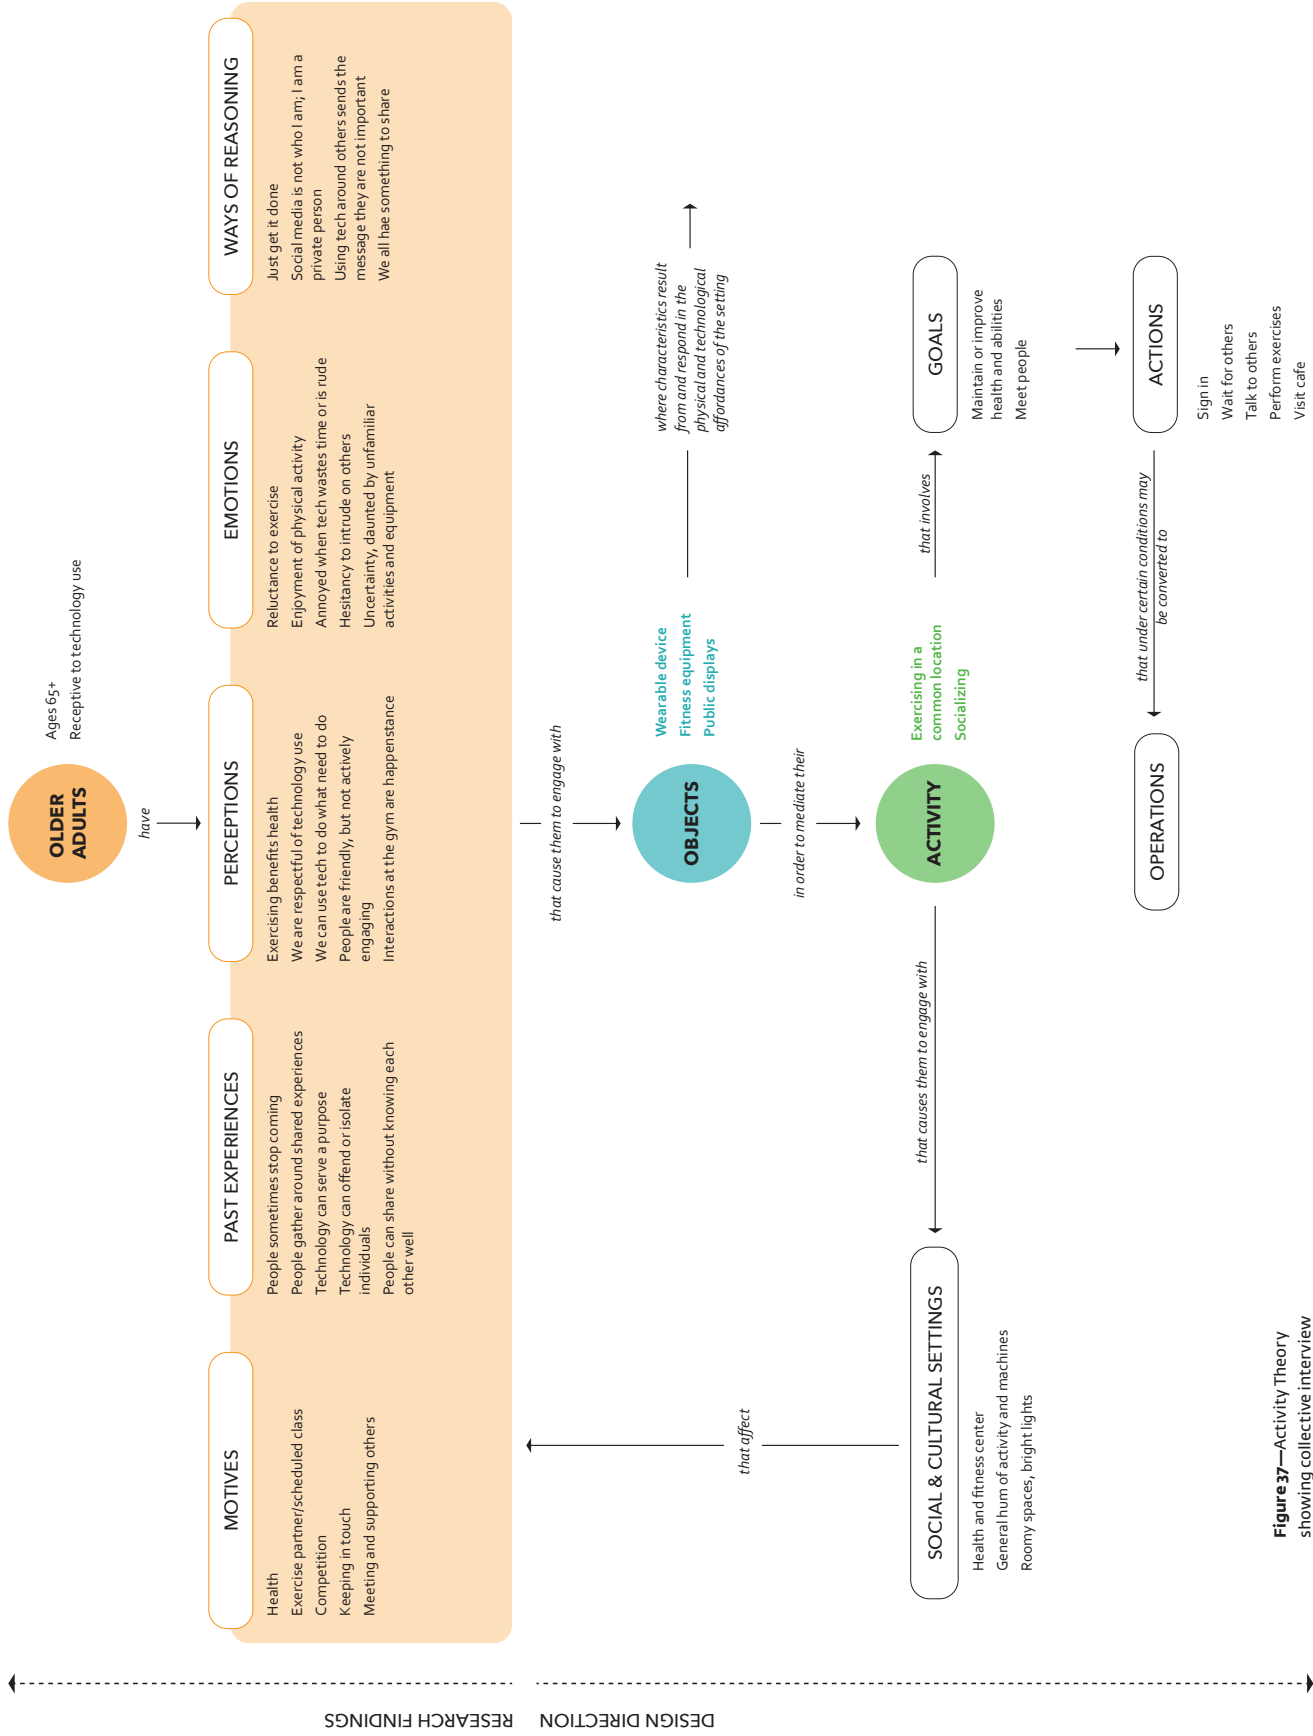 RESEARCH FINDINGS
DESIGN DIRECTION
OLDER
ADULTS
Ages 65+
Receptive to technology use
have
MOTIVES
Health
Exercise partner/scheduled class
Competition
Keeping in touch
Meeting and supporting others
PAST EXPERIENCES
People sometimes stop coming
People gather around shared experiences
Technology can serve a purpose
Technology can offend or isolate
individuals
People can share without knowing each
other well
PERCEPTIONS
Exercising benefits health
We are respectful of technology use
We can use tech to do what need to do
People are friendly, but not actively
engaging
Interactions at the gym are happenstance
EMOTIONS
Reluctance to exercise
Enjoyment of physical activity
Annoyed when tech wastes time or is rude
Hesitancy to intrude on others
Uncertainty, daunted by unfamiliar
activities and equipment
WAYS OF REASONING
Just get it done
Social media is not who I am; I am a
private person
Using tech around others sends the
message they are not important
We all hae something to share
that cause them to engage with
OBJECTS
Wearable device
Fitness equipment
Public displays
where characteristics result
from and respond in the
physical and technological
affordances of the setting
in order to mediate their
that affect
SOCIAL & CULTURAL SETTINGS
Health and fitness center
General hum of activity and machines
Roomy spaces, bright lights
that causes them to engage with
ACTIVITY
Exercising in a
common location
Socializing
that involves
GOALS
Maintain or improve
health and abilities
Meet people
OPERATIONS
that under certain conditions may
be converted to
ACTIONS
Sign in
Wait for others
Talk to others
Perform exercises
Visit cafe
Figure 37—Activity Theory
showing collective interview